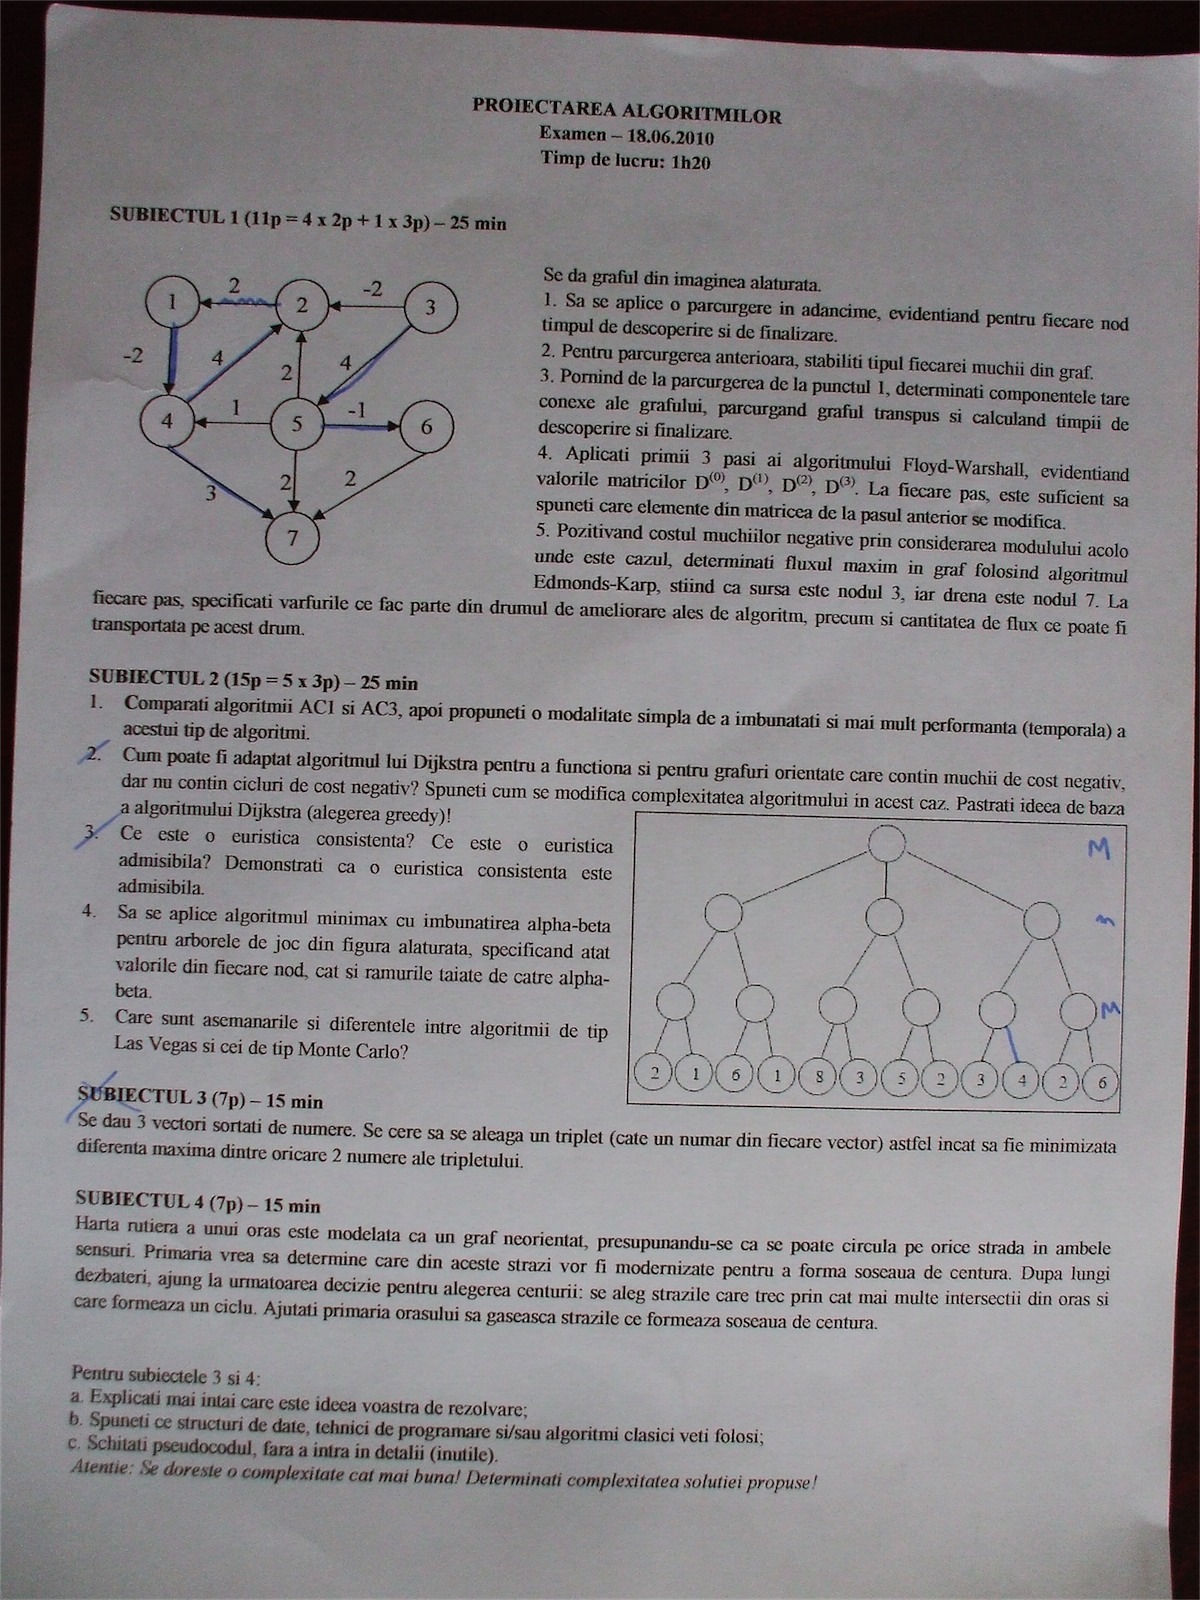 PROIECTAREA ALGORITMILOR
Examen – 18.06.2010
Timp de lucru: 1h20
SUBIECTUL 1 (11p = 4 x 2p + 1 x 3p) – 25 min
1
2
2
-2
3
-2
4
2
4
4
1
5
-1
6
3
2
2
7
Se da graful din imaginea alaturata.
1. Sa se aplice o parcurgere in adancime, evidentiand pentru fiecare nod
timpul de descoperire si de finalizare.
2. Pentru parcurgerea anterioara, stabiliti tipul fiecarei muchii din graf.
3. Pornind de la parcurgerea de la punctul 1, determinati componentele tare
conexe ale grafului, parcurgand graful transpus si calculand timpii de
descoperire si finalizare.
4. Aplicati primii 3 pasi ai algoritmului Floyd-Warshall, evidentiand
valorile matricilor D(0), D(1), D(2), D(3). La fiecare pas, este suficient sa
spuneti care elemente din matricea de la pasul anterior se modifica.
5. Pozitivand costul muchiilor negative prin considerarea modulului acolo
unde este cazul, determinati fluxul maxim in graf folosind algoritmul
Edmonds-Karp, stiind ca sursa este nodul 3, iar drena este nodul 7. La
fiecare pas, specificati varfurile ce fac parte din drumul de ameliorare ales de algoritm, precum si cantitatea de flux ce poate fi
transportata pe acest drum.
SUBIECTUL 2 (15p = 5 x 3p) – 25 min
1. Comparati algoritmii AC1 si AC3, apoi propuneti o modalitate simpla de a imbunatati si mai mult performanta (temporala) a
acestui tip de algoritmi.
2. Cum poate fi adaptat algoritmul lui Dijkstra pentru a functiona si pentru grafuri orientate care contin muchii de cost negativ,
dar nu contin cicluri de cost negativ? Spuneti cum se modifica complexitatea algoritmului in acest caz. Pastrati ideea de baza
a algoritmului Dijkstra (alegerea greedy)!
3. Ce este o euristica consistenta? Ce este o euristica
admisibila? Demonstrati ca o euristica consistenta este
admisibila.
4. Sa se aplice algoritmul minimax cu imbunatirea alpha-beta
pentru arborele de joc din figura alaturata, specificand atat
valorile din fiecare nod, cat si ramurile taiate de catre alpha-
beta.
5. Care sunt asemanarile si diferentele intre algoritmii de tip
Las Vegas si cei de tip Monte Carlo?
M
m
M
2 1 6 1 8 3 5 2 3 4 2 6
SUBIECTUL 3 (7p) – 15 min
Se dau 3 vectori sortati de numere. Se cere sa se aleaga un triplet (cate un numar din fiecare vector) astfel incat sa fie minimizata
diferenta maxima dintre oricare 2 numere ale tripletului.
SUBIECTUL 4 (7p) – 15 min
Harta rutiera a unui oras este modelata ca un graf neorientat, presupunandu-se ca se poate circula pe orice strada in ambele
sensuri. Primaria vrea sa determine care din aceste strazi vor fi modernizate pentru a forma soseaua de centura. Dupa lungi
dezbateri, ajung la urmatoarea decizie pentru alegerea centurii: se aleg strazile care trec prin cat mai multe intersectii din oras si
care formeaza un ciclu. Ajutati primaria orasului sa gaseasca strazile ce formeaza soseaua de centura.
Pentru subiectele 3 si 4:
a. Explicati mai intai care este ideea voastra de rezolvare;
b. Spuneti ce structuri de date, tehnici de programare si/sau algoritmi clasici veti folosi;
c. Schitati pseudocodul, fara a intra in detalii (inutile).
Atentie: Se doreste o complexitate cat mai buna! Determinati complexitatea solutiei propuse!